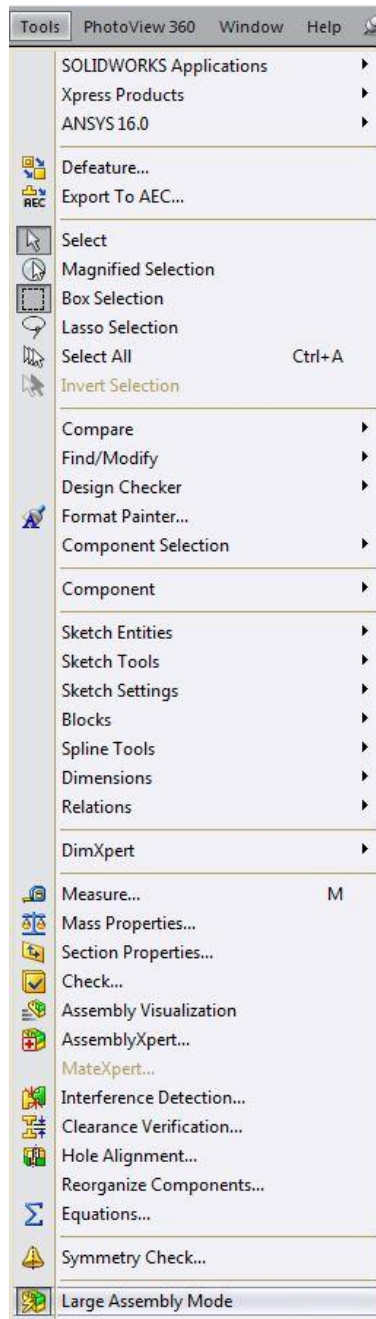 Tools PhotoView 360 Window Help
SOLIDWORKS Applications
Xpress Products
ANSYS 16.0
Defeature...
AEC Export To AEC...
Select
Magnified Selection
Box Selection
Lasso Selection
Select All Ctrl+A
Invert Selection
Compare
Find/Modify
Design Checker
Format Painter...
Component Selection
Component
Sketch Entities
Sketch Tools
Sketch Settings
Blocks
Spline Tools
Dimensions
Relations
DimXpert
Measure... M
Mass Properties...
Section Properties...
Check...
Assembly Visualization
AssemblyXpert...
MateXpert...
Interference Detection...
Clearance Verification...
Hole Alignment...
Reorganize Components...
Σ Equations...
Symmetry Check...
Large Assembly Mode